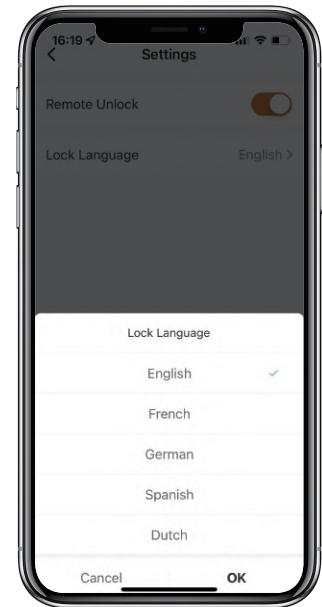 16:19
Settings
Remote Unlock
Lock Language English >
Lock Language
English
French
German
Spanish
Dutch
Cancel OK